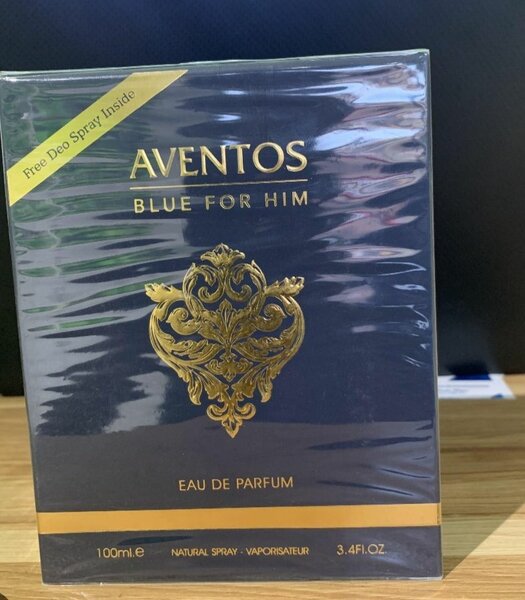 Free Deo Spray Inside
AVENTOS
BLUE FOR HIM
EAU DE PARFUM
100ml.e NATURAL SPRAY · VAPORISATEUR 3.4Fl.OZ.